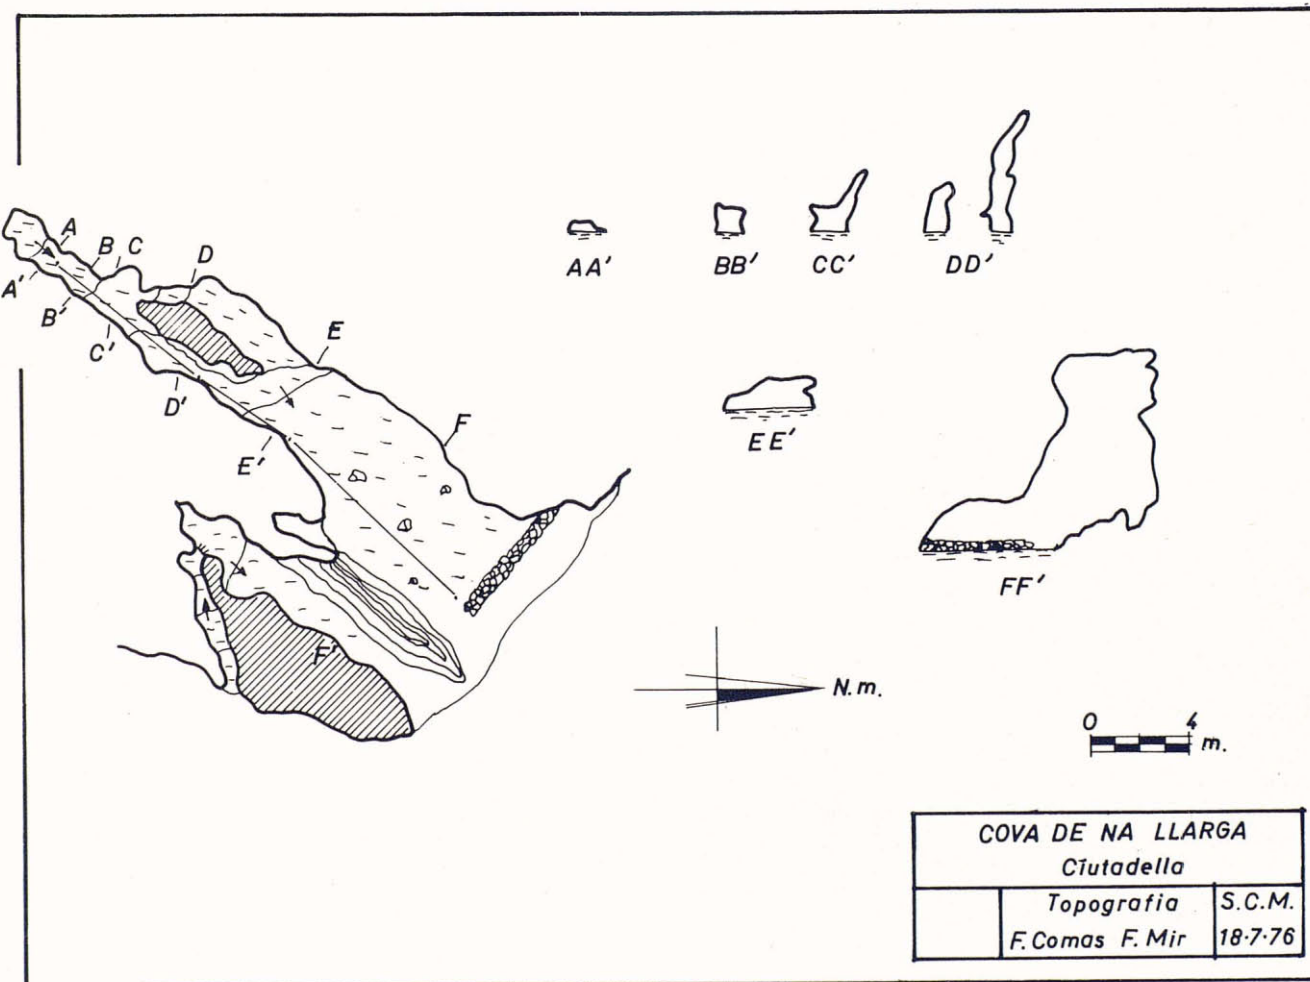 A
B
C
D
A'
B'
C'
D'
E
E'
F
F'
AA'
BB'
CC'
DD'
EE'
FF'
N.m.
0 4
m.
COVA DE NA LLARGA
Ciutadella
Topografia S.C.M.
F. Comas F. Mir 18·7·76